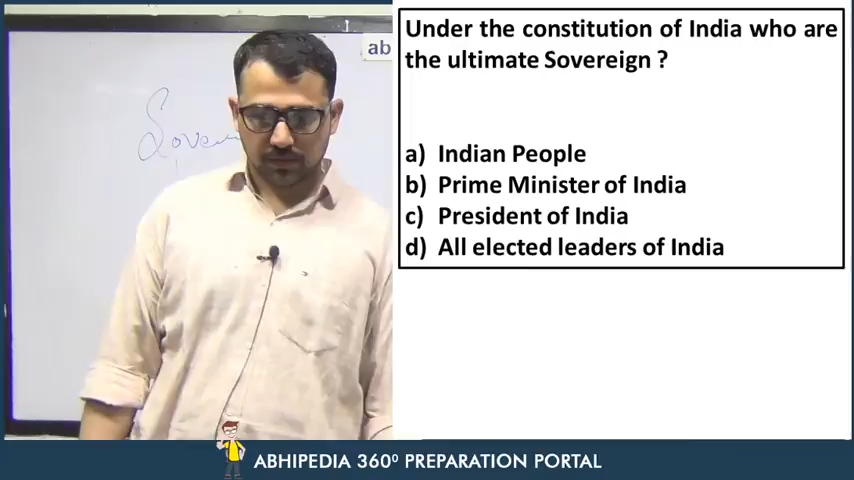 ab
Under the constitution of India who are
the ultimate Sovereign ?
a) Indian People
b) Prime Minister of India
c) President of India
d) All elected leaders of India
ABHIPEDIA 360⁰ PREPARATION PORTAL